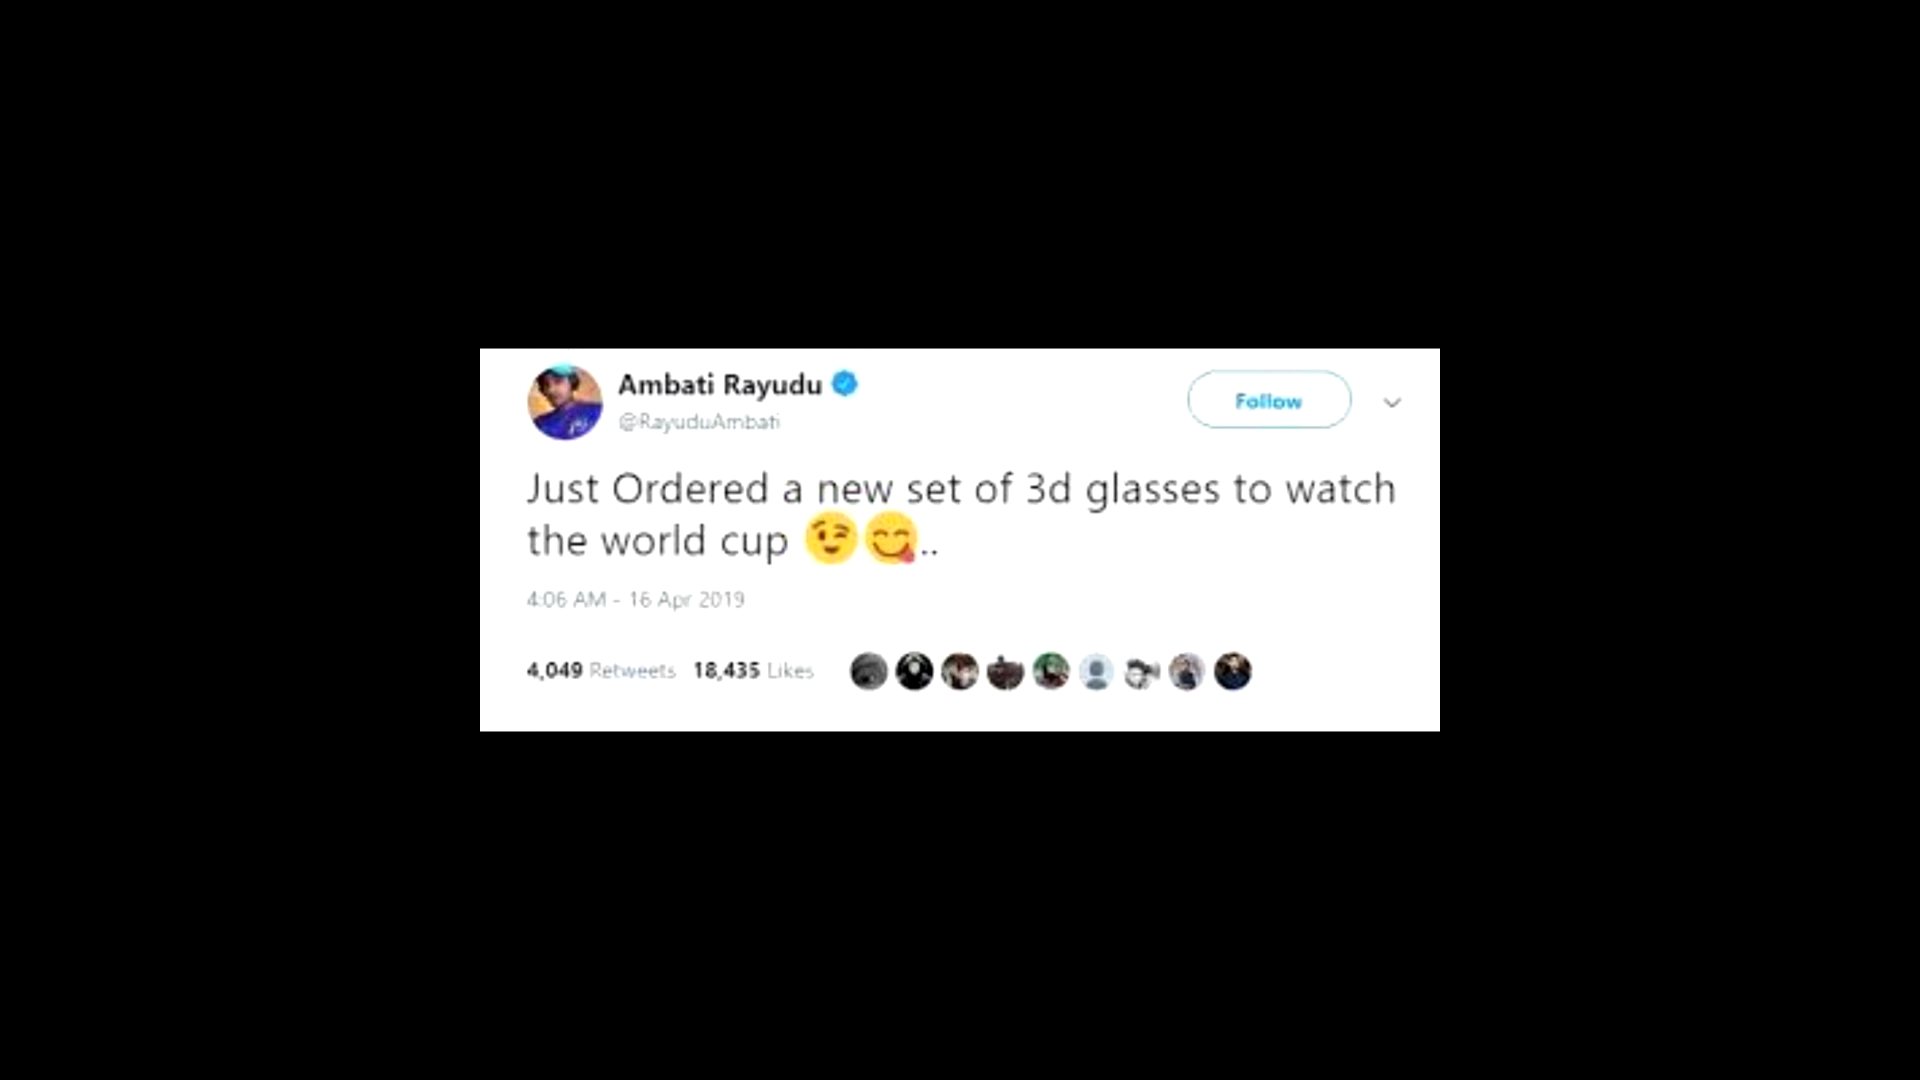 Ambati Rayudu
@RayuduAmbati
Follow
Just Ordered a new set of 3d glasses to watch
the world cup 😉😋..
4:06 AM - 16 Apr 2019
4,049 Retweets 18,435 Likes